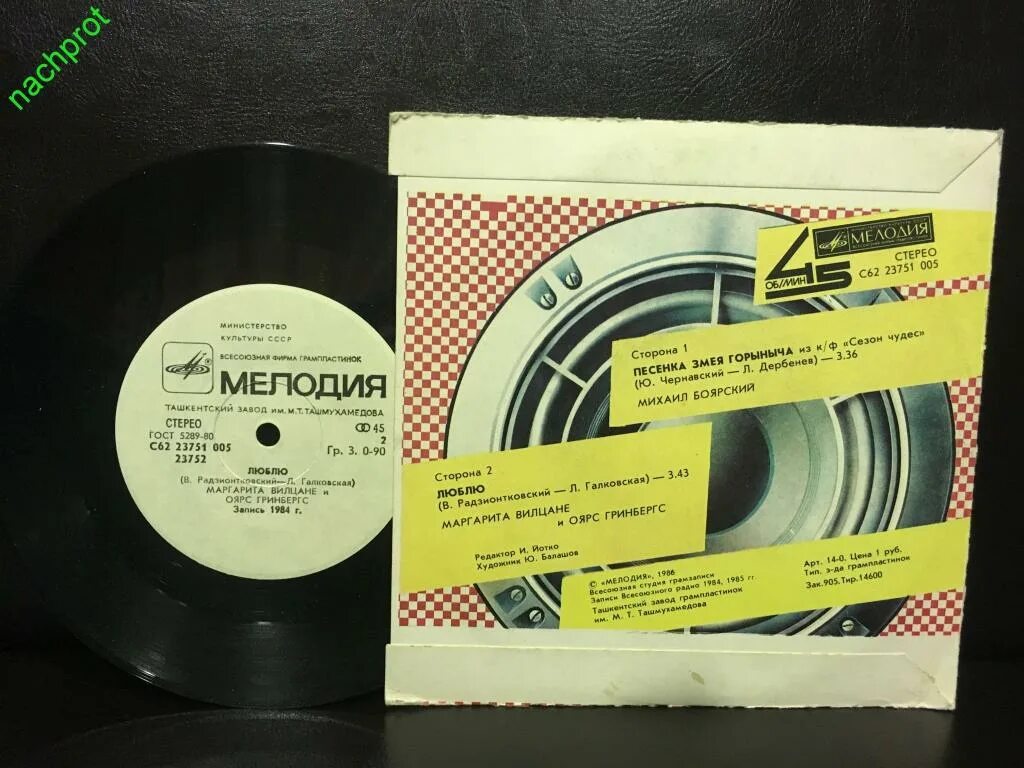 nachprot
МИНИСТЕРСТВО
КУЛЬТУРЫ СССР
ВСЕСОЮЗНАЯ ФИРМА ГРАМПЛАСТИНОК
МЕЛОДИЯ
ТАШКЕНТСКИЙ ЗАВОД ИМ. М.Т. ТАШМУХАМЕДОВА
СТЕРЕО
ГОСТ 5289-80
С62 23751 005
23752
45
2
Гр. 3. 0-90
ЛЮБЛЮ
(В. Радзионтковский—Л. Галковская)
МАРГАРИТА ВИЛЦАНЕ и
ОЯРС ГРИНБЕРГС
Запись 1984 г.
45
ОБ/МИН
МЕЛОДИЯ
СТЕРЕО
С62 23751 005
Сторона 1
ПЕСЕНКА ЗМЕЯ ГОРЫНЫЧА из к/ф «Сезон чудес»
(Ю. Чернавский — Л. Дербенев) — 3.36
МИХАИЛ БОЯРСКИЙ
Сторона 2
ЛЮБЛЮ
(В. Радзионтковский — Л. Галковская) — 3.43
МАРГАРИТА ВИЛЦАНЕ
и ОЯРС ГРИНБЕРГС
Редактор И. Йотко
Художник Ю. Балашов
© «МЕЛОДИЯ», 1986
Всесоюзная студия грамзаписи
Записи Всесоюзного радио 1984, 1985 гг.
Ташкентский завод грампластинок
им. М. Т. Ташмухамедова
Арт. 14-0. Цена 1 руб.
Тип. з-да грампластинок
Зак.905.Тир.14600